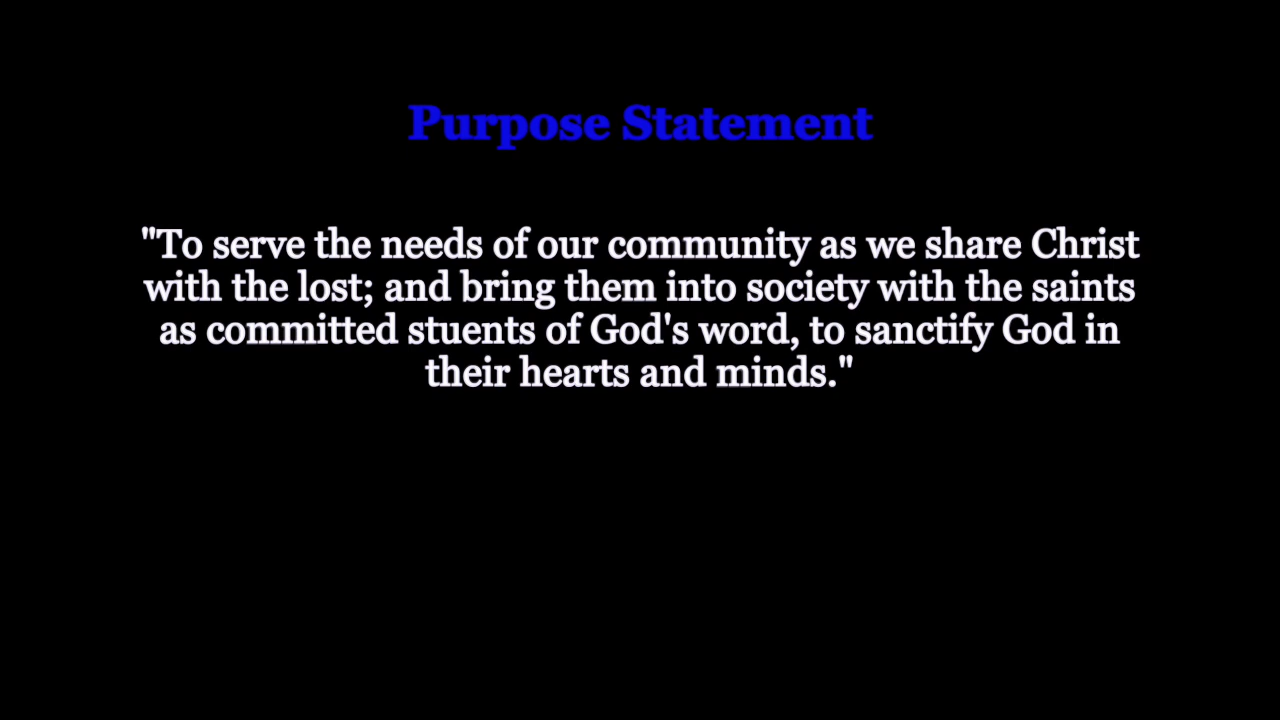 Purpose Statement
"To serve the needs of our community as we share Christ
with the lost; and bring them into society with the saints
as committed stuents of God's word, to sanctify God in
their hearts and minds."